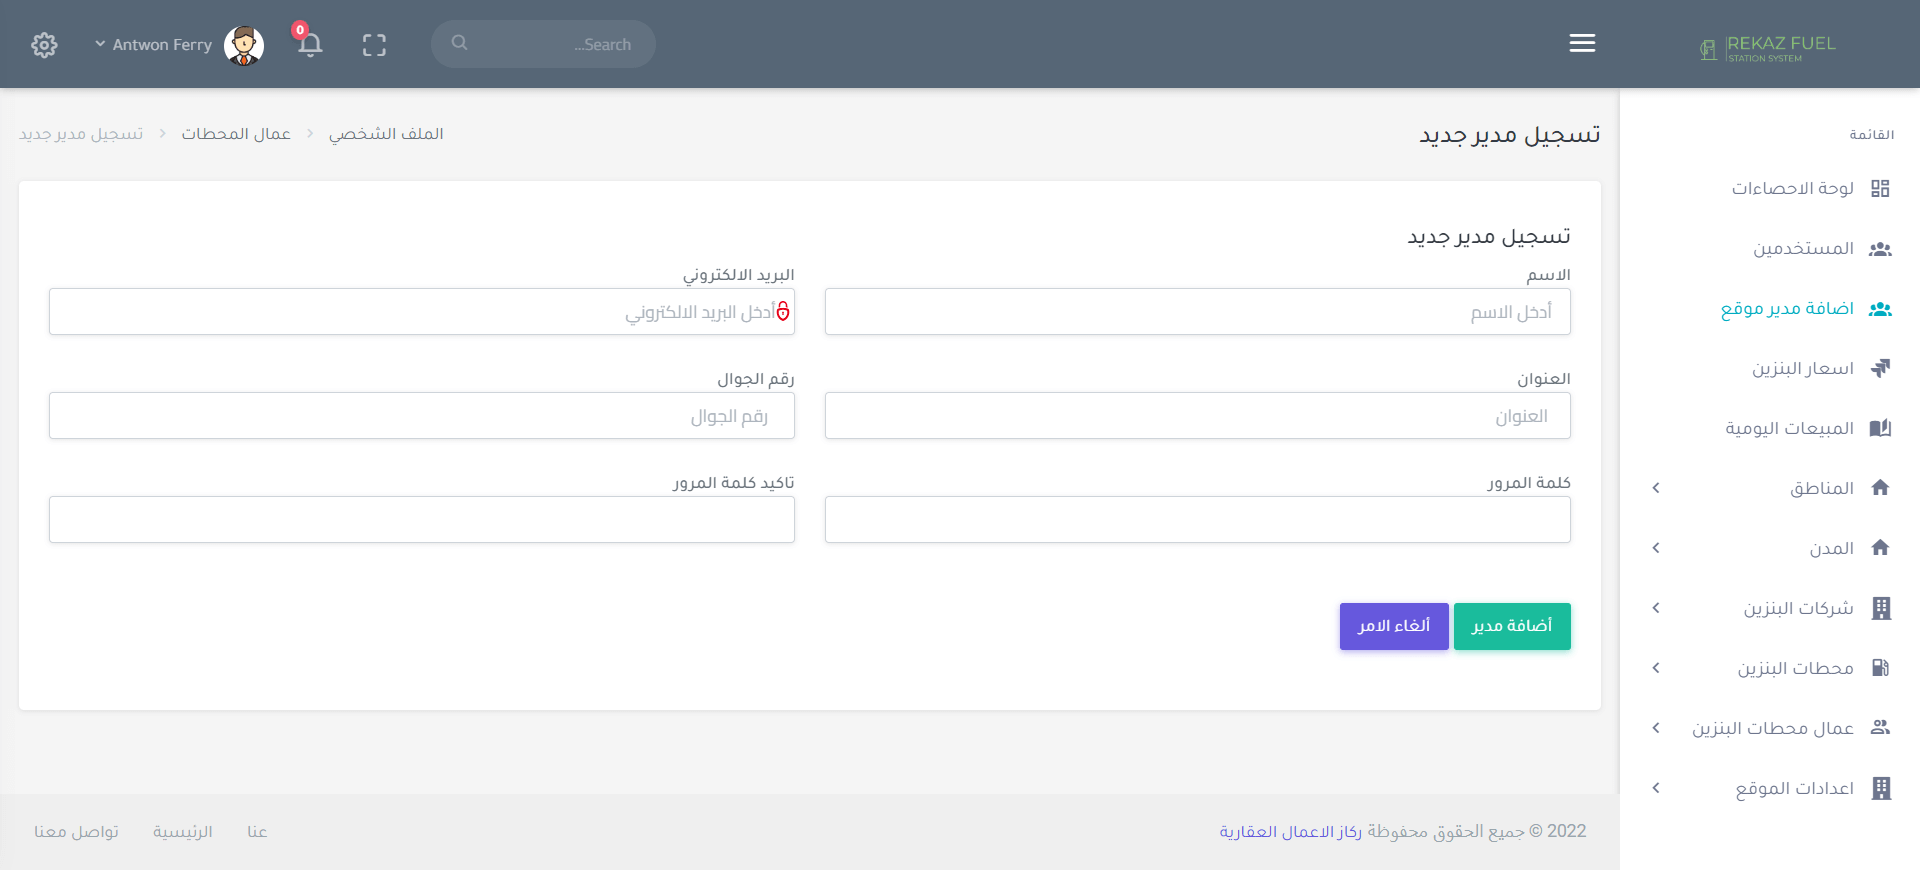 REKAZ FUEL
STATION SYSTEM
Search...
0
Antwon Ferry
القائمة
لوحة الاحصاءات
المستخدمين
اضافة مدير موقع
اسعار البنزين
المبيعات اليومية
المناطق
المدن
شركات البنزين
محطات البنزين
عمال محطات البنزين
اعدادات الموقع
تسجيل مدير جديد
الملف الشخصي
عمال المحطات
تسجيل مدير جديد
تسجيل مدير جديد
الاسم
أدخل الاسم
البريد الالكتروني
أدخل البريد الالكتروني
العنوان
العنوان
رقم الجوال
رقم الجوال
كلمة المرور
تاكيد كلمة المرور
أضافة مدير
ألغاء الامر
2022 © جميع الحقوق محفوظة ركاز الاعمال العقارية
عنا
الرئيسية
تواصل معنا